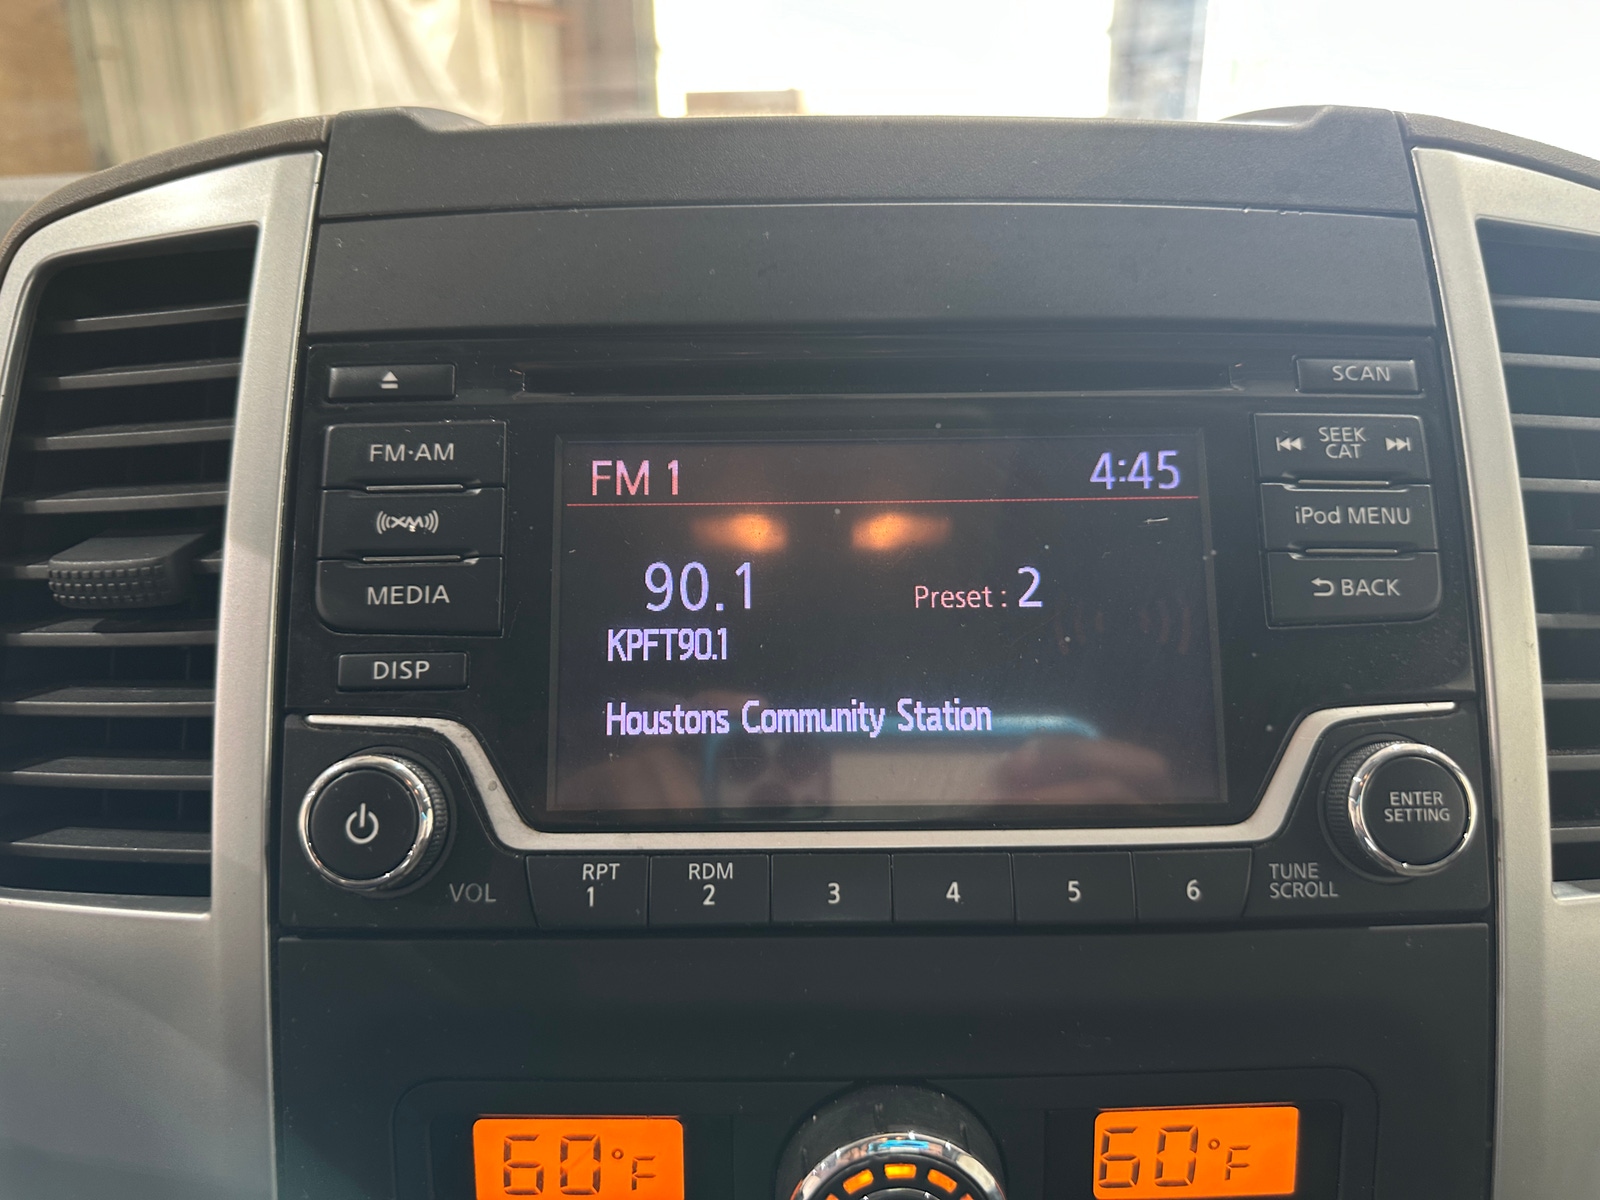 SCAN
FM·AM
SEEK
CAT
FM 1
4:45
((XM))
iPod MENU
90.1
Preset : 2
MEDIA
BACK
KPFT90.1
DISP
Houstons Community Station
ENTER
SETTING
VOL
RPT
1
RDM
2
3
4
5
6
TUNE
SCROLL
60°F
60°F